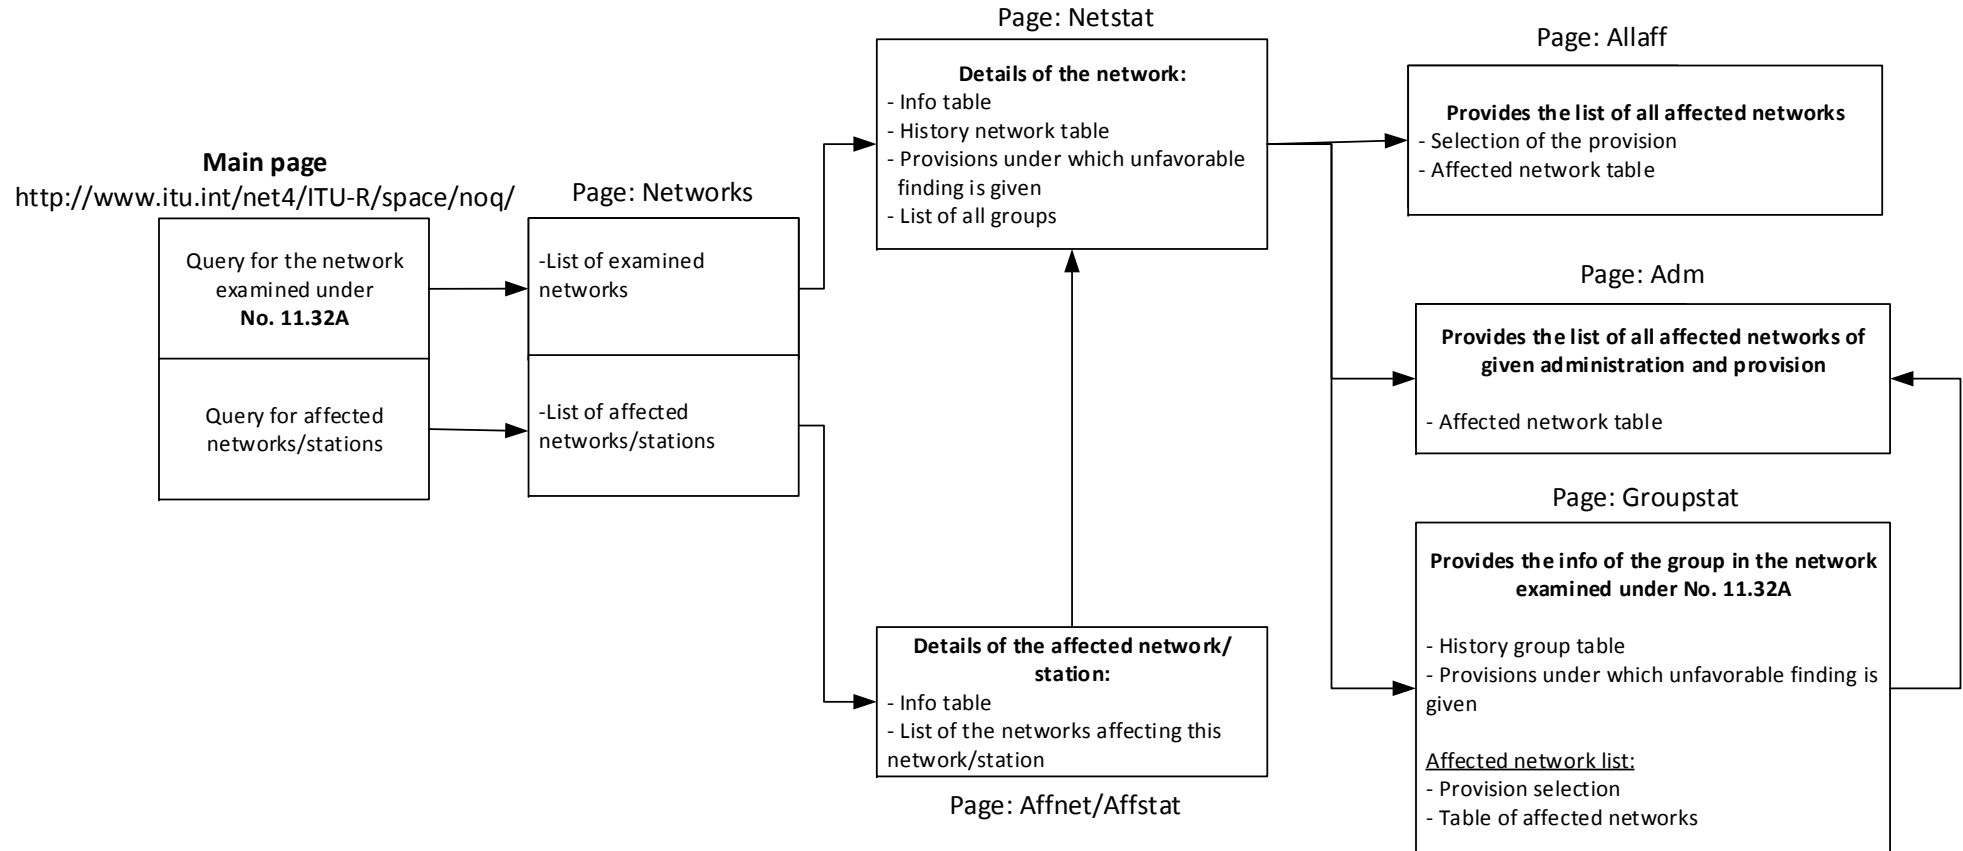 Main page
http://www.itu.int/net4/ITU-R/space/noq/
Query for the network
examined under
No. 11.32A
Query for affected
networks/stations
Page: Networks
-List of examined
networks
-List of affected
networks/stations
Page: Netstat
Details of the network:
- Info table
- History network table
- Provisions under which unfavorable
finding is given
- List of all groups
Details of the affected network/
station:
- Info table
- List of the networks affecting this
network/station
Page: Affnet/Affstat
Page: Allaff
Provides the list of all affected networks
- Selection of the provision
- Affected network table
Page: Adm
Provides the list of all affected networks of
given administration and provision
- Affected network table
Page: Groupstat
Provides the info of the group in the network
examined under No. 11.32A
- History group table
- Provisions under which unfavorable finding is
given
Affected network list:
- Provision selection
- Table of affected networks